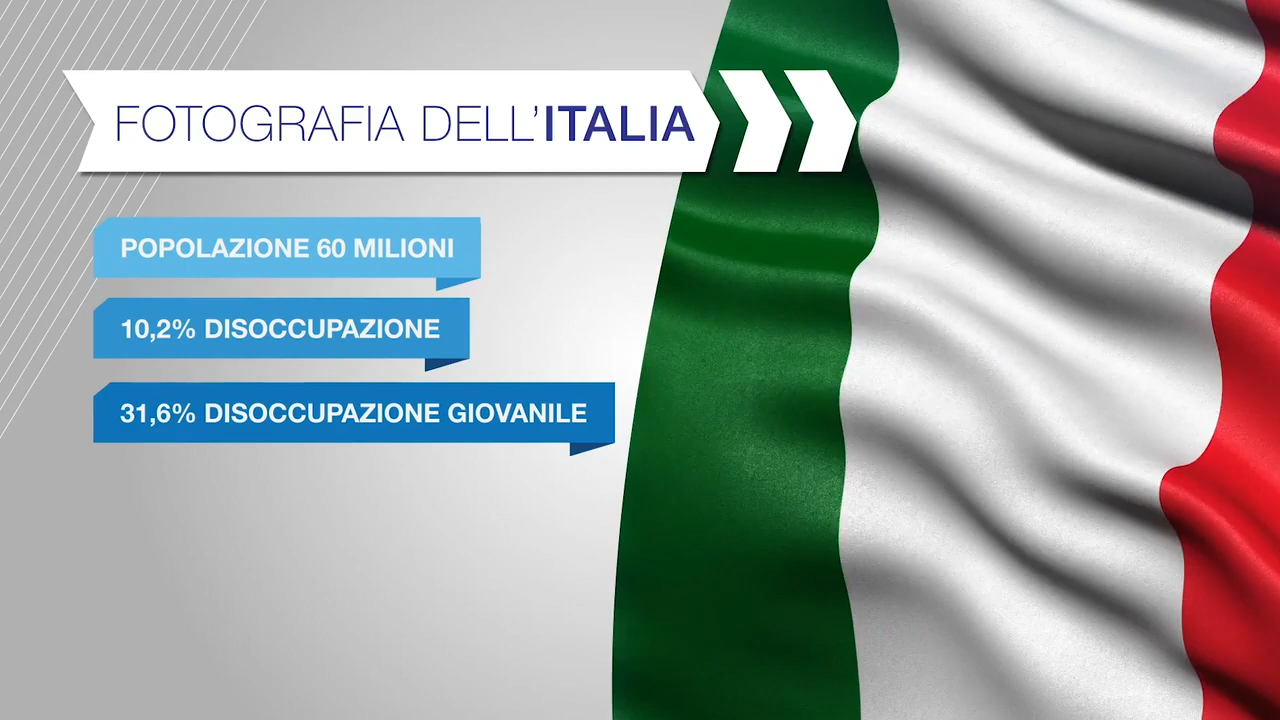 FOTOGRAFIA DELL'ITALIA
POPOLAZIONE 60 MILIONI
10,2% DISOCCUPAZIONE
31,6% DISOCCUPAZIONE GIOVANILE